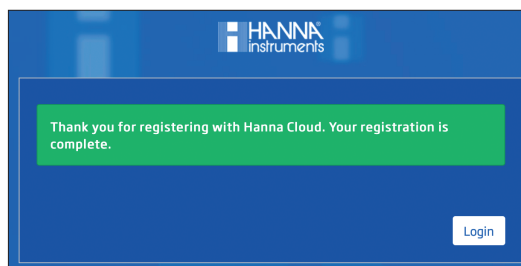 HANNA®
instruments
Thank you for registering with Hanna Cloud. Your registration is
complete.
Login